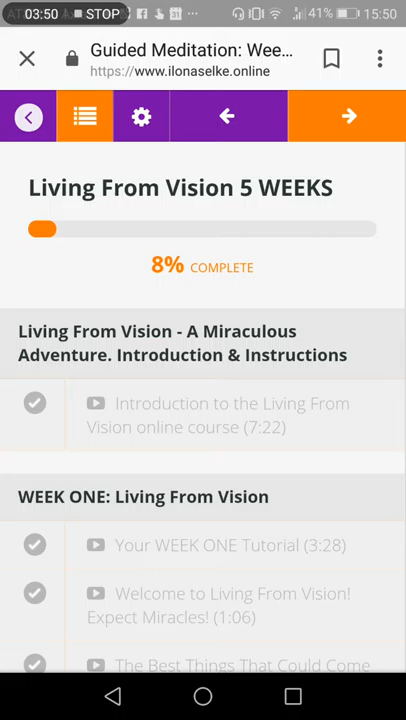 03:50 STOP 31 41% 15:50
Guided Meditation: Wee...
https://www.ilonaselke.online
Living From Vision 5 WEEKS
8% COMPLETE
Living From Vision - A Miraculous
Adventure. Introduction & Instructions
Introduction to the Living From
Vision online course (7:22)
WEEK ONE: Living From Vision
Your WEEK ONE Tutorial (3:28)
Welcome to Living From Vision!
Expect Miracles! (1:06)
The Best Things That Could Come